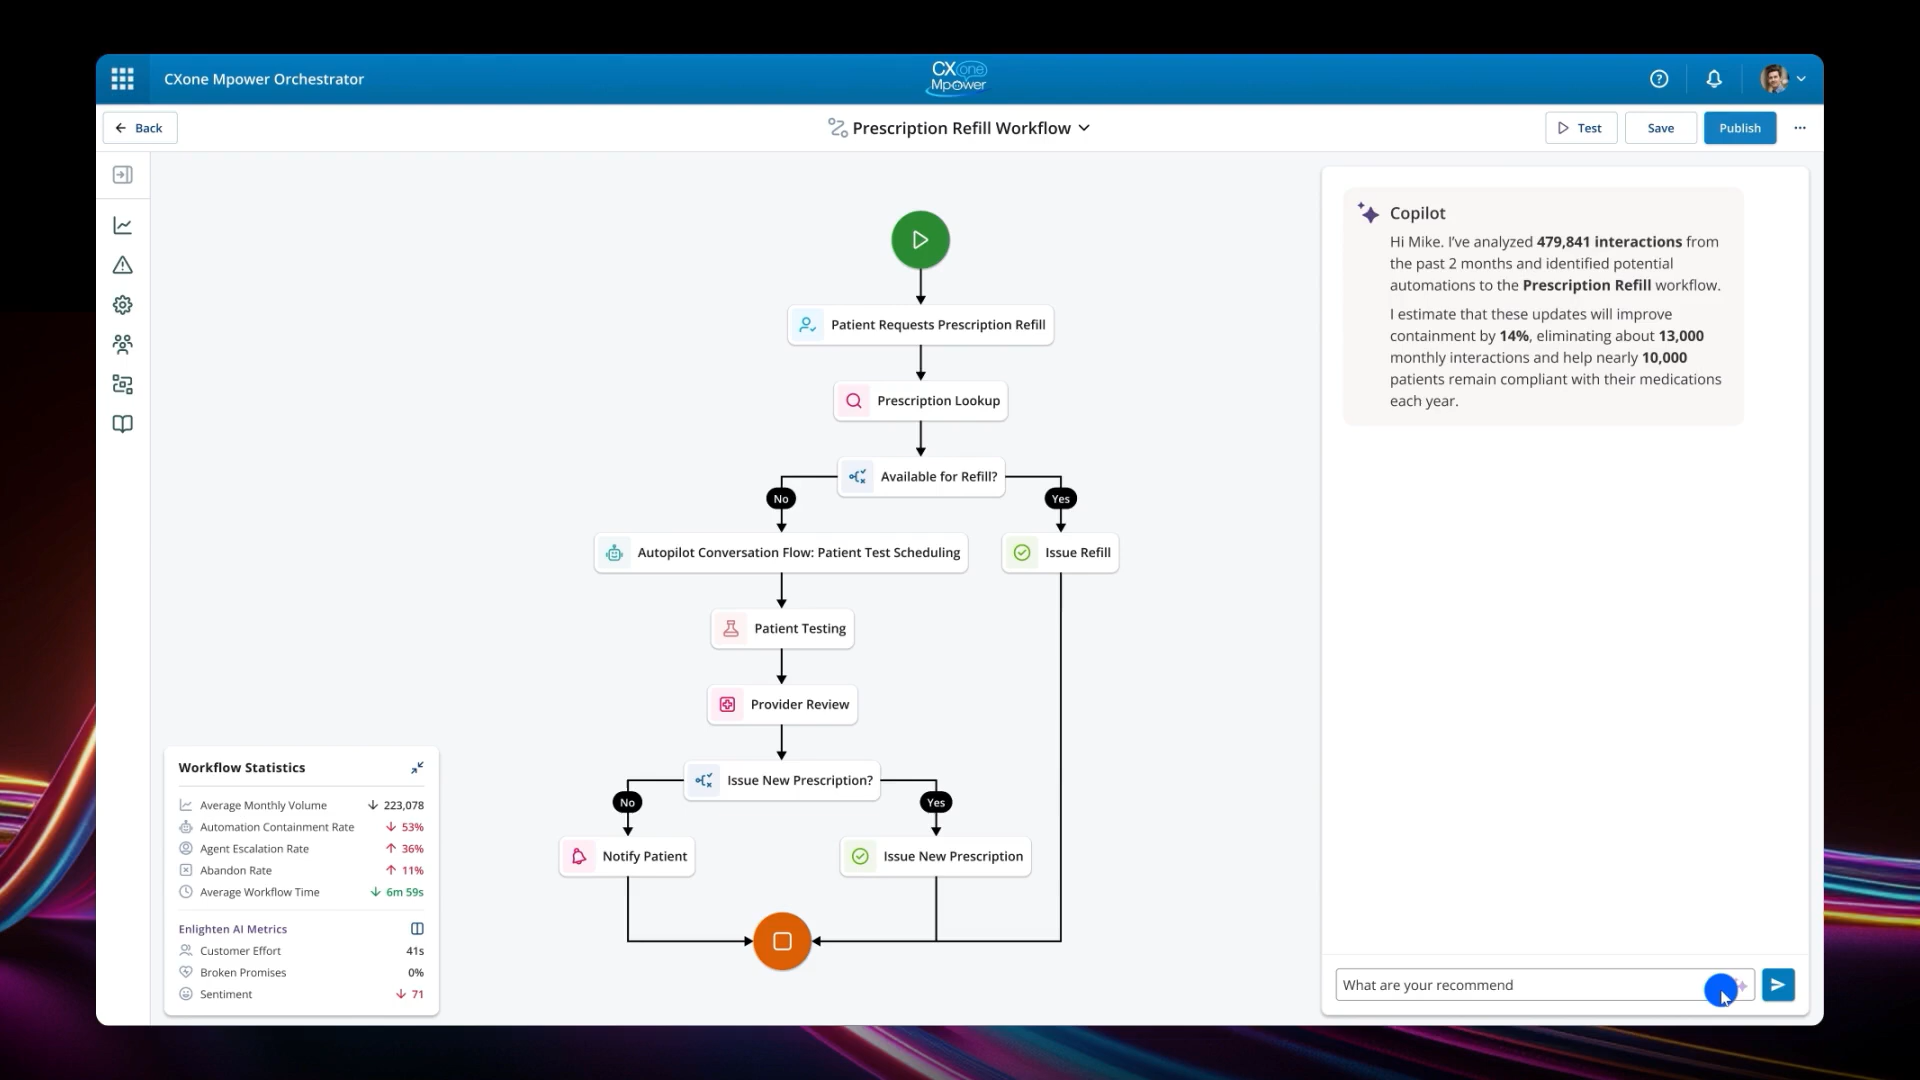 CXone Mpower Orchestrator
CXone
Mpower
Back
Prescription Refill Workflow
Test
Save
Publish
Patient Requests Prescription Refill
Prescription Lookup
Available for Refill?
No
Yes
Autopilot Conversation Flow: Patient Test Scheduling
Issue Refill
Patient Testing
Provider Review
Issue New Prescription?
No
Yes
Notify Patient
Issue New Prescription
Workflow Statistics
Average Monthly Volume 223,078
Automation Containment Rate 53%
Agent Escalation Rate 36%
Abandon Rate 11%
Average Workflow Time 6m 59s
Enlighten AI Metrics
Customer Effort 41s
Broken Promises 0%
Sentiment 71
Copilot
Hi Mike. I've analyzed 479,841 interactions from
the past 2 months and identified potential
automations to the Prescription Refill workflow.
I estimate that these updates will improve
containment by 14%, eliminating about 13,000
monthly interactions and help nearly 10,000
patients remain compliant with their medications
each year.
What are your recommend